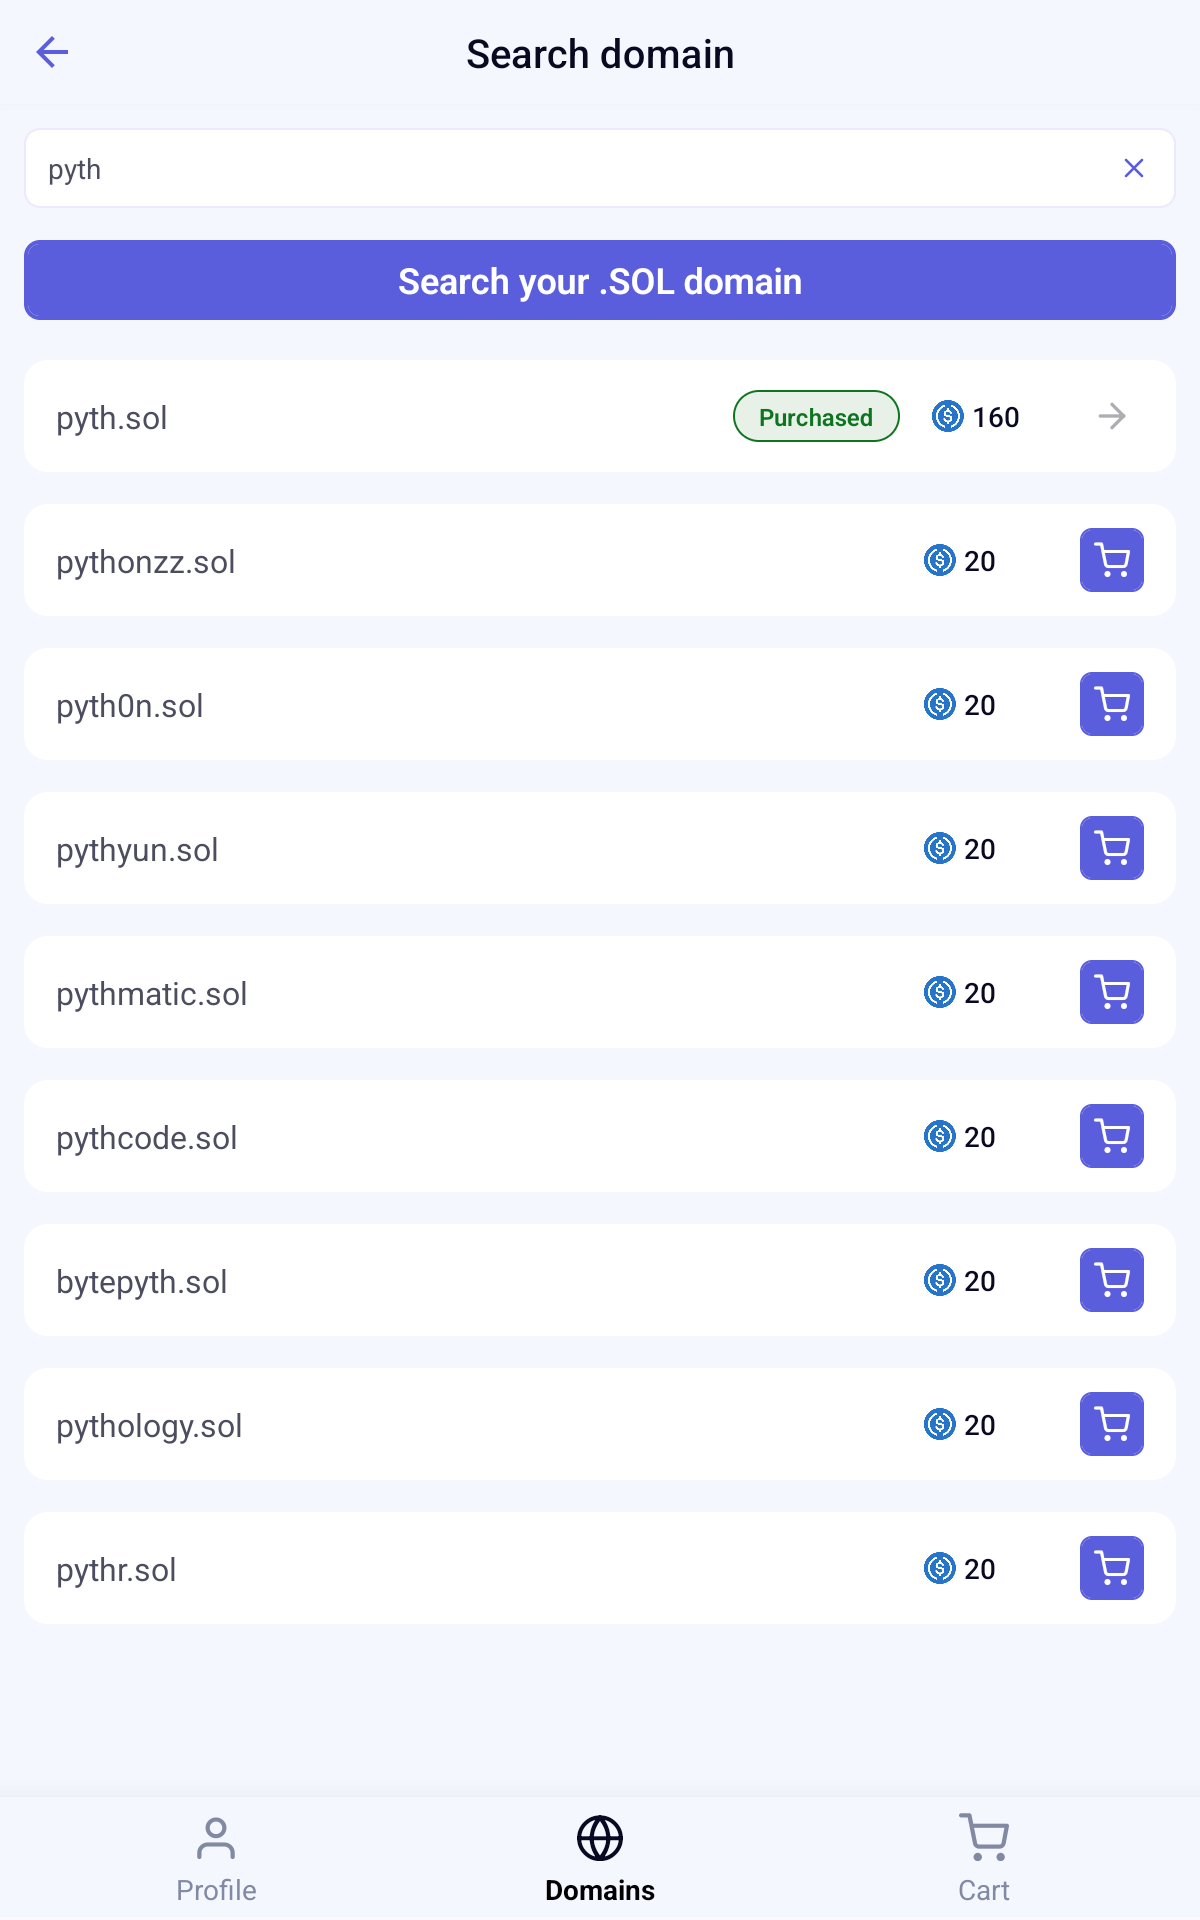 Search domain
pyth
Search your .SOL domain
pyth.sol Purchased 160
pythonzz.sol 20
pyth0n.sol 20
pythyun.sol 20
pythmatic.sol 20
pythcode.sol 20
bytepyth.sol 20
pythology.sol 20
pythr.sol 20
Profile Domains Cart